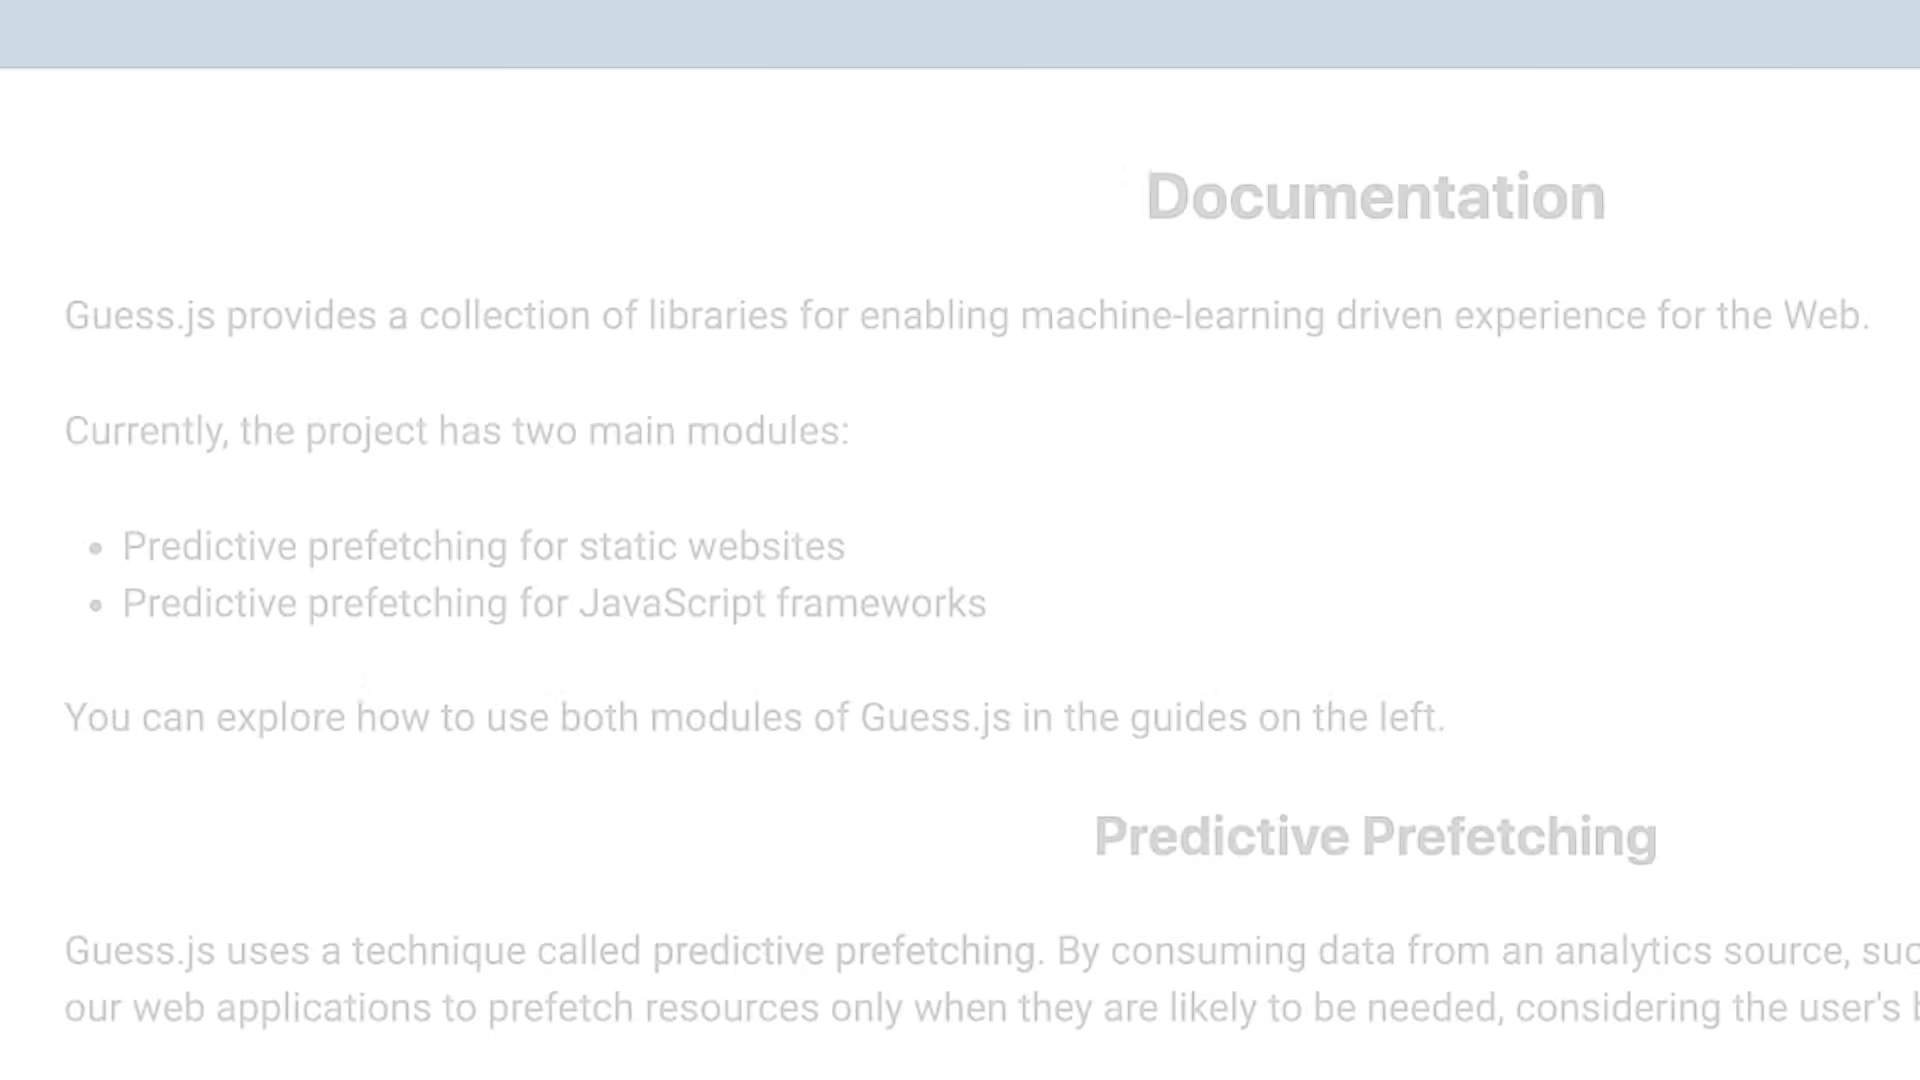 Documentation
Guess.js provides a collection of libraries for enabling machine-learning driven experience for the Web.
Currently, the project has two main modules:
• Predictive prefetching for static websites
• Predictive prefetching for JavaScript frameworks
You can explore how to use both modules of Guess.js in the guides on the left.
Predictive Prefetching
Guess.js uses a technique called predictive prefetching. By consuming data from an analytics source,
our web applications to prefetch resources only when they are likely to be needed, considering the user's